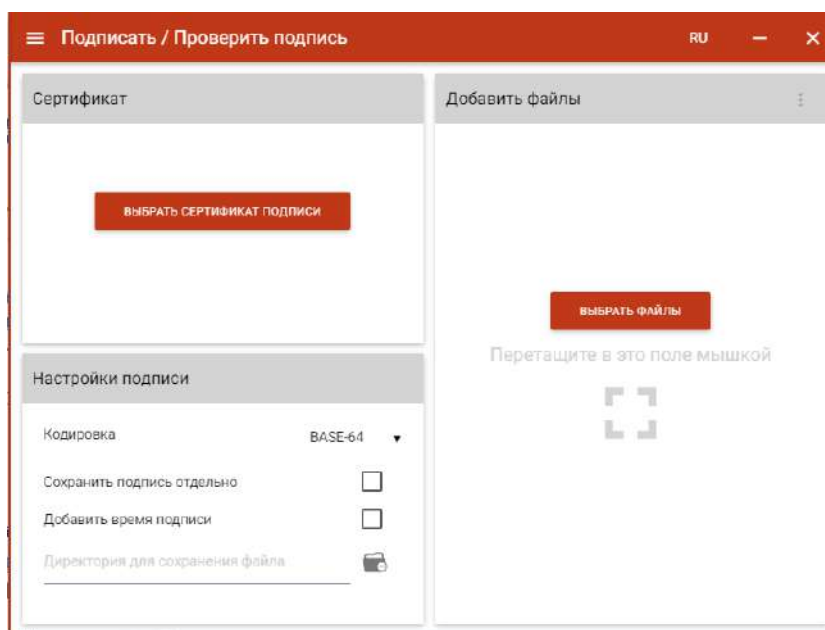 Подписать / Проверить подпись
RU
Сертификат
ВЫБРАТЬ СЕРТИФИКАТ ПОДПИСИ
Настройки подписи
Кодировка
BASE-64
Сохранить подпись отдельно
Добавить время подписи
Директория для сохранения файла
Добавить файлы
ВЫБРАТЬ ФАЙЛЫ
Перетащите в это поле мышкой